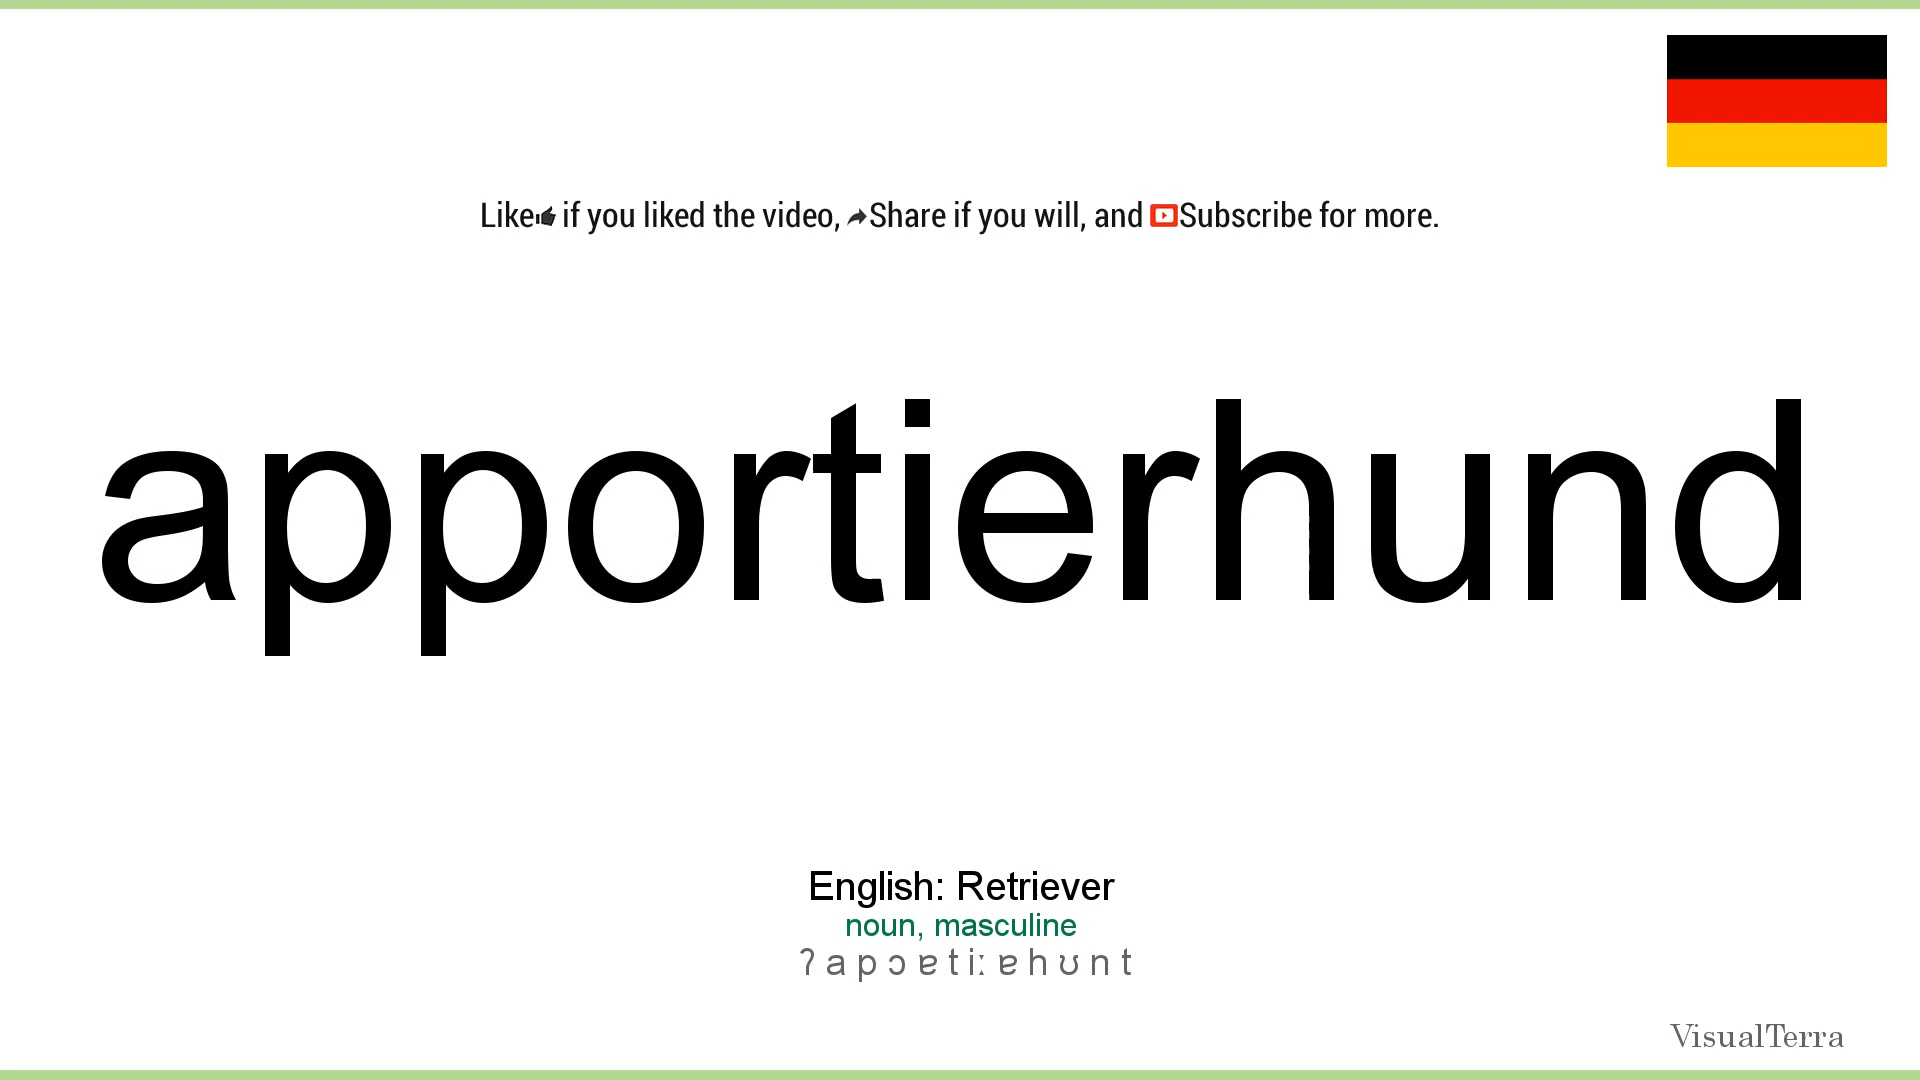 Like👍 if you liked the video, ➦Share if you will, and ▶Subscribe for more.
apportierhund
English: Retriever
noun, masculine
ʔ a p ɔ ɐ t iː ɐ h ʊ n t
VisualTerra